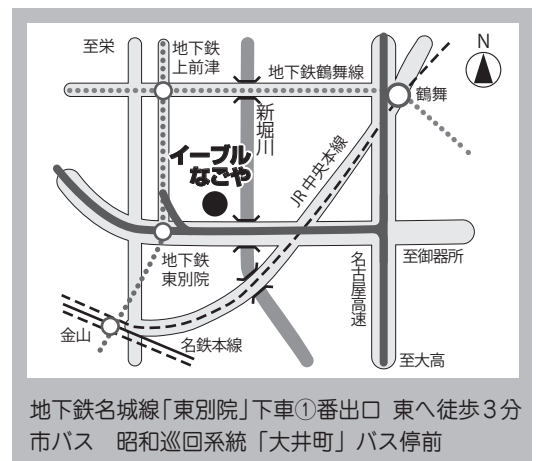 至栄
地下鉄
上前津
地下鉄鶴舞線
N
鶴舞
新堀川
イーブル
なごや
JR中央本線
地下鉄
東別院
名古屋高速
至御器所
金山
名鉄本線
至大高
地下鉄名城線「東別院」下車①番出口 東へ徒歩３分
市バス　昭和巡回系統「大井町」バス停前